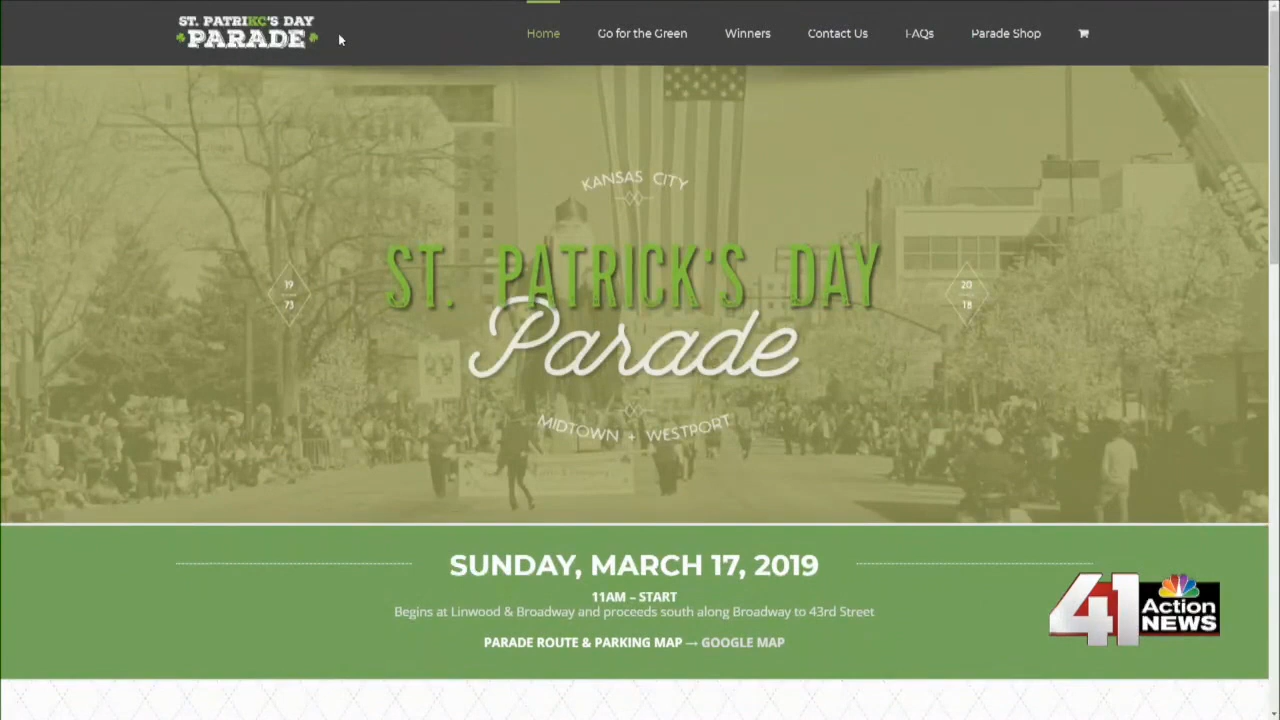 ST. PATRIKC'S DAY
PARADE
Home
Go for the Green
Winners
Contact Us
FAQs
Parade Shop
KANSAS CITY
ST. PATRICK'S DAY
Parade
19
73
20
18
MIDTOWN + WESTPORT
SUNDAY, MARCH 17, 2019
11AM – START
Begins at Linwood & Broadway and proceeds south along Broadway to 43rd Street
PARADE ROUTE & PARKING MAP → GOOGLE MAP
41
Action
NEWS